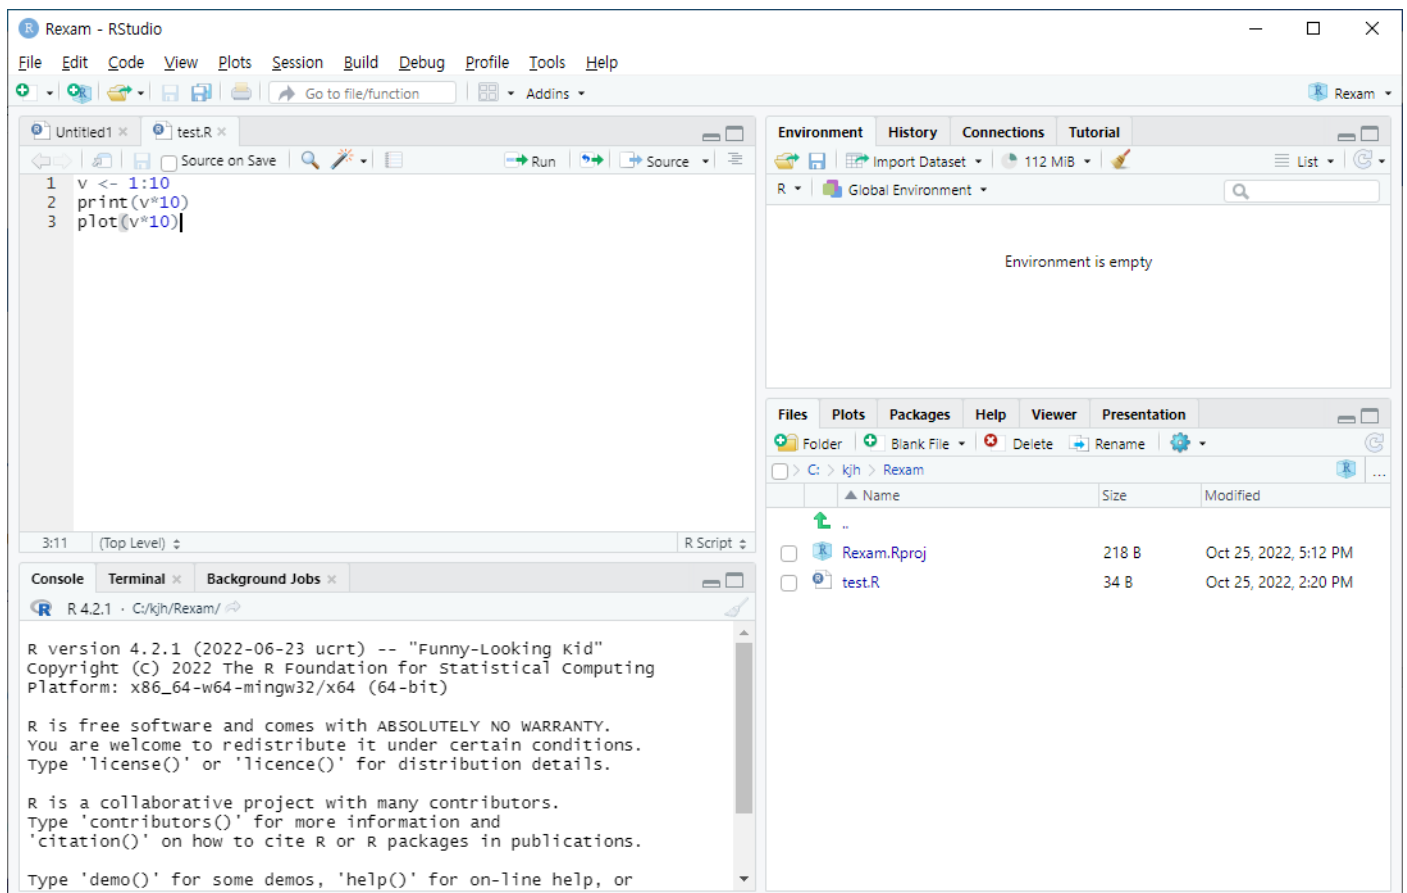 Rexam - RStudio
File Edit Code View Plots Session Build Debug Profile Tools Help
Go to file/function Addins Rexam
Untitled1 test.R
Source on Save Run Source
1 v <- 1:10
2 print(v*10)
3 plot(v*10)
3:11 (Top Level) R Script
Console Terminal Background Jobs
R 4.2.1 · C:/kjh/Rexam/
R version 4.2.1 (2022-06-23 ucrt) -- "Funny-Looking Kid"
Copyright (C) 2022 The R Foundation for Statistical Computing
Platform: x86_64-w64-mingw32/x64 (64-bit)
R is free software and comes with ABSOLUTELY NO WARRANTY.
You are welcome to redistribute it under certain conditions.
Type 'license()' or 'licence()' for distribution details.
R is a collaborative project with many contributors.
Type 'contributors()' for more information and
'citation()' on how to cite R or R packages in publications.
Type 'demo()' for some demos, 'help()' for on-line help, or
Environment History Connections Tutorial
Import Dataset 112 MiB List
R Global Environment
Environment is empty
Files Plots Packages Help Viewer Presentation
Folder Blank File Delete Rename
C: > kjh > Rexam ...
Name Size Modified
..
Rexam.Rproj 218 B Oct 25, 2022, 5:12 PM
test.R 34 B Oct 25, 2022, 2:20 PM